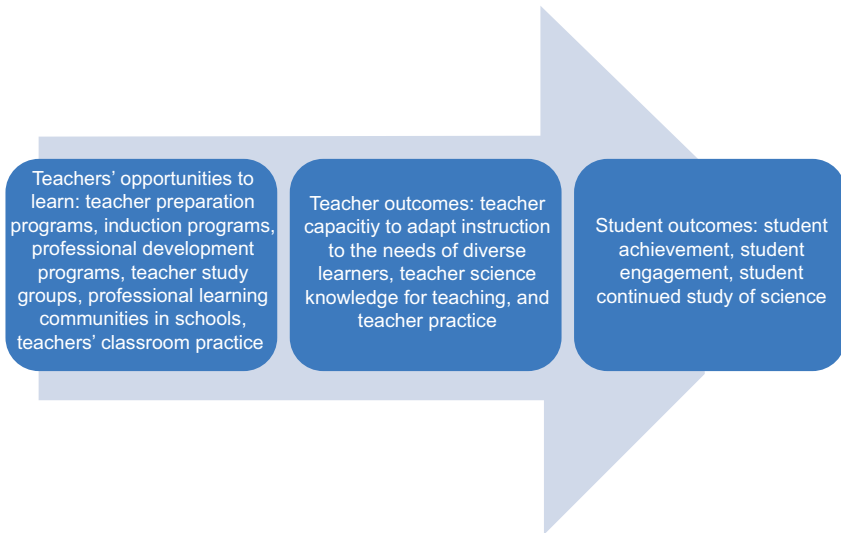 Teachers’ opportunities to
learn: teacher preparation
programs, induction programs,
professional development
programs, teacher study
groups, professional learning
communities in schools,
teachers’ classroom practice
Teacher outcomes: teacher
capacitiy to adapt instruction
to the needs of diverse
learners, teacher science
knowledge for teaching, and
teacher practice
Student outcomes: student
achievement, student
engagement, student
continued study of science